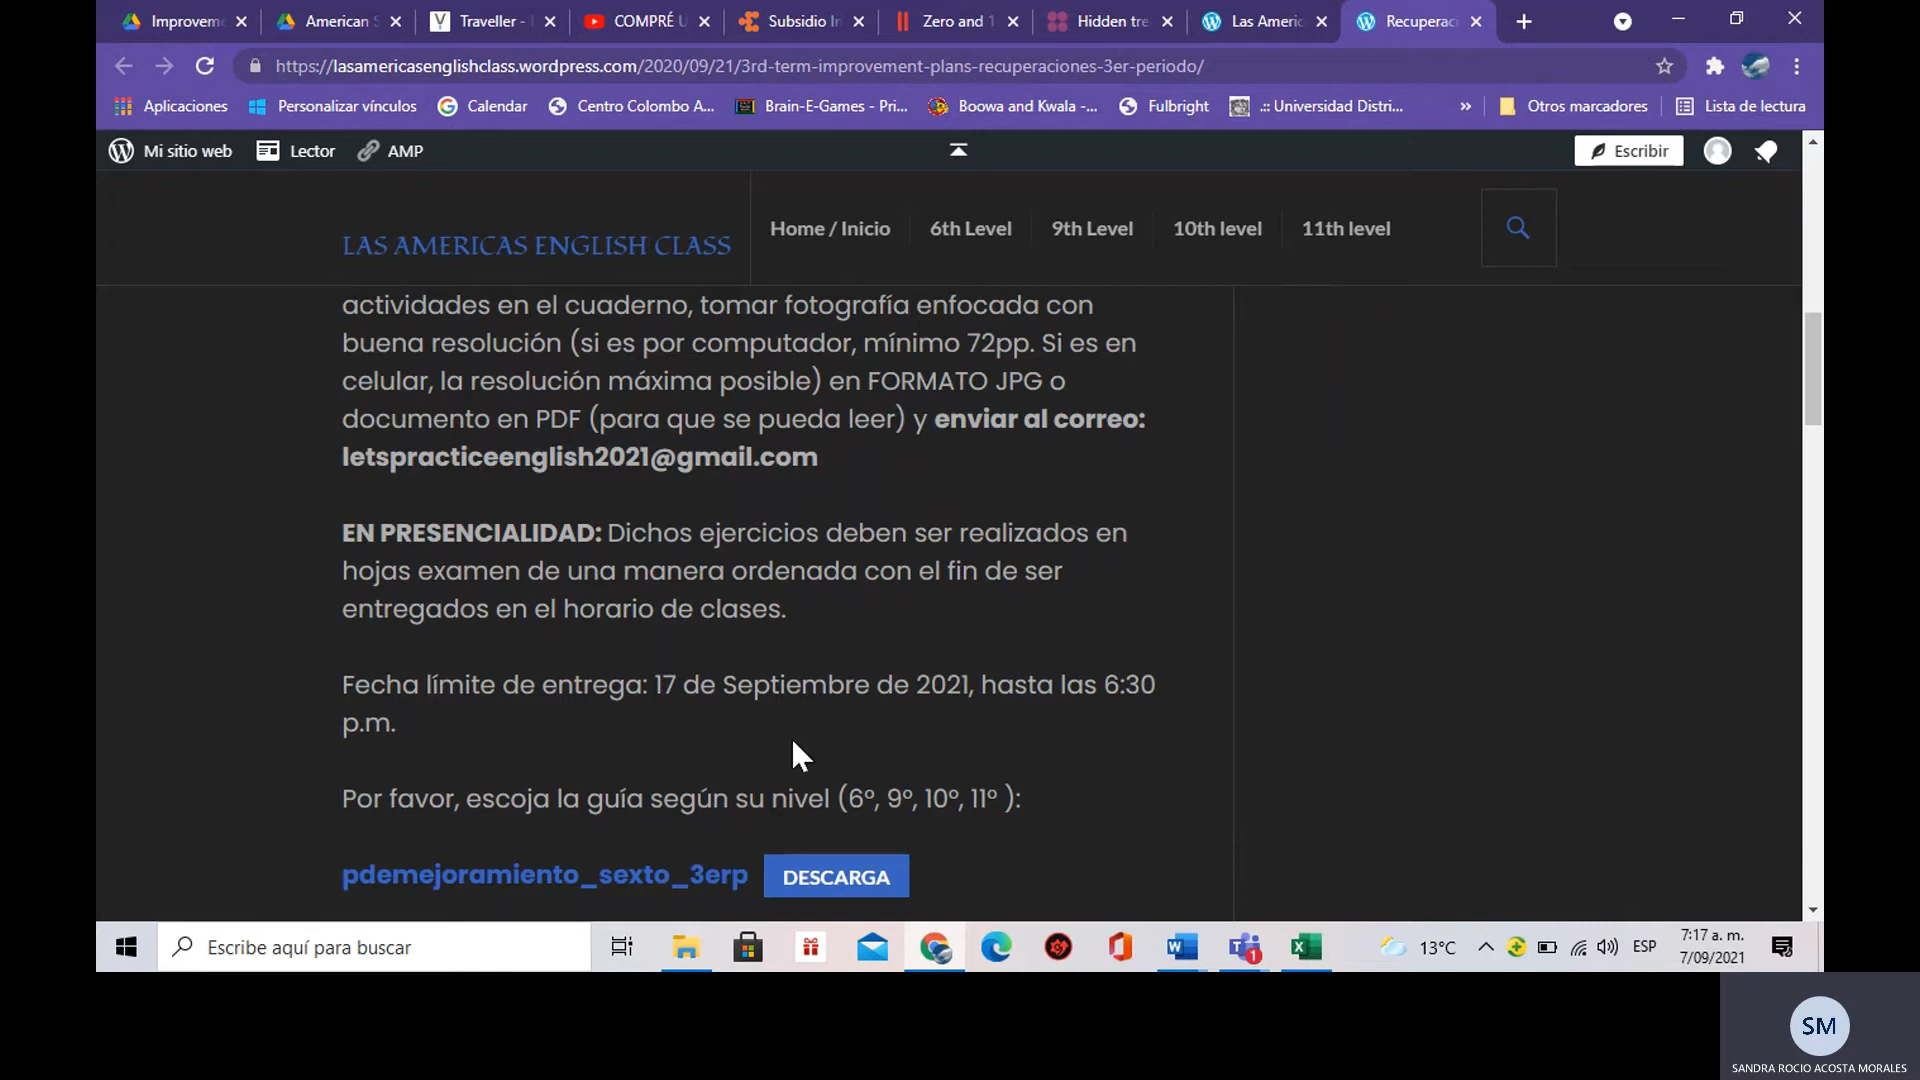 Improvem
American S
Traveller -
COMPRÉ U
Subsidio In
Zero and 1
Hidden tre
Las Americ
Recuperaci
https://lasamericasenglishclass.wordpress.com/2020/09/21/3rd-term-improvement-plans-recuperaciones-3er-periodo/
Aplicaciones
Personalizar vínculos
Calendar
Centro Colombo A...
Brain-E-Games - Pri...
Boowa and Kwala -...
Fulbright
.:: Universidad Distri...
»
Otros marcadores
Lista de lectura
Mi sitio web
Lector
AMP
Escribir
LAS AMERICAS ENGLISH CLASS
Home / Inicio
6th Level
9th Level
10th level
11th level
actividades en el cuaderno, tomar fotografía enfocada con
buena resolución (si es por computador, mínimo 72pp. Si es en
celular, la resolución máxima posible) en FORMATO JPG o
documento en PDF (para que se pueda leer) y enviar al correo:
letspracticeenglish2021@gmail.com
EN PRESENCIALIDAD: Dichos ejercicios deben ser realizados en
hojas examen de una manera ordenada con el fin de ser
entregados en el horario de clases.
Fecha límite de entrega: 17 de Septiembre de 2021, hasta las 6:30
p.m.
Por favor, escoja la guía según su nivel (6°, 9°, 10°, 11° ):
pdemejoramiento_sexto_3erp
DESCARGA
Escribe aquí para buscar
13°C
ESP
7:17 a. m.
7/09/2021
SM
SANDRA ROCIO ACOSTA MORALES